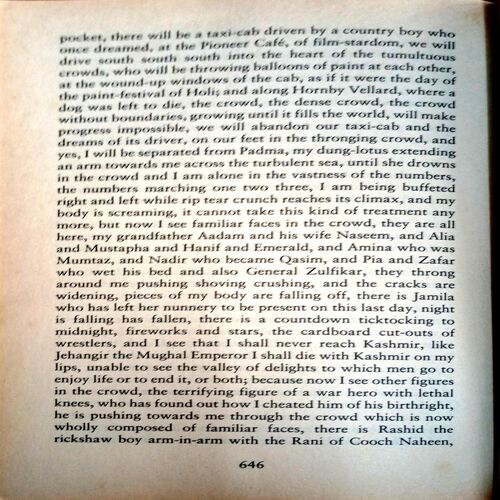 pocket, there will be a taxi-cab driven by a country boy who
once dreamed, at the Pioneer Café, of film-stardom, we will
drive south south south into the heart of the tumultuous
crowds, who will be throwing balloons of paint at each other,
at the wound-up windows of the cab, as if it were the day of
the paint-festival of Holi; and along Hornby Vellard, where a
dog was left to die, the crowd, the dense crowd, the crowd
without boundaries, growing until it fills the world, will make
progress impossible, we will abandon our taxi-cab and the
dreams of its driver, on our feet in the thronging crowd, and
yes, I will be separated from Padma, my dung-lotus extending
an arm towards me across the turbulent sea, until she drowns
in the crowd and I am alone in the vastness of the numbers,
the numbers marching one two three, I am being buffeted
right and left while rip tear crunch reaches its climax, and my
body is screaming, it cannot take this kind of treatment any
more, but now I see familiar faces in the crowd, they are all
here, my grandfather Aadam and his wife Naseem, and Alia
and Mustapha and Hanif and Emerald, and Amina who was
Mumtaz, and Nadir who became Qasim, and Pia and Zafar
who wet his bed and also General Zulfikar, they throng
around me pushing shoving crushing, and the cracks are
widening, pieces of my body are falling off, there is Jamila
who has left her nunnery to be present on this last day, night
is falling has fallen, there is a countdown ticktocking to
midnight, fireworks and stars, the cardboard cut-outs of
wrestlers, and I see that I shall never reach Kashmir, like
Jehangir the Mughal Emperor I shall die with Kashmir on my
lips, unable to see the valley of delights to which men go to
enjoy life or to end it, or both; because now I see other figures
in the crowd, the terrifying figure of a war hero with lethal
knees, who has found out how I cheated him of his birthright,
he is pushing towards me through the crowd which is now
wholly composed of familiar faces, there is Rashid the
rickshaw boy arm-in-arm with the Rani of Cooch Naheen,
646